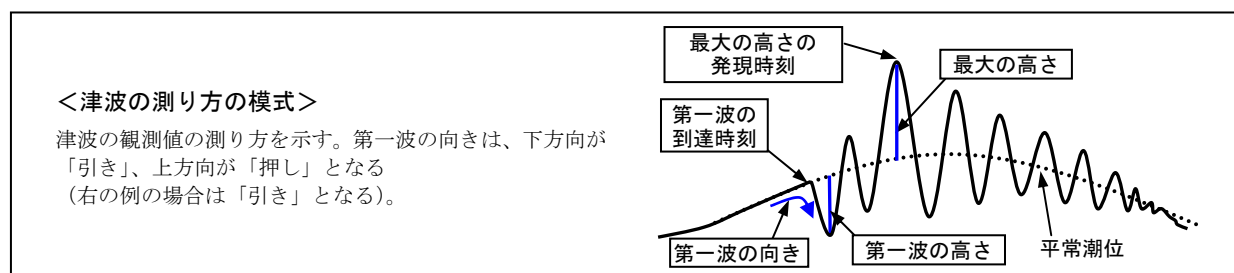 ＜津波の測り方の模式＞
津波の観測値の測り方を示す。第一波の向きは、下方向が
「引き」、上方向が「押し」となる
（右の例の場合は「引き」となる）。
最大の高さの
発現時刻
最大の高さ
第一波の
到達時刻
第一波の向き
第一波の高さ
平常潮位